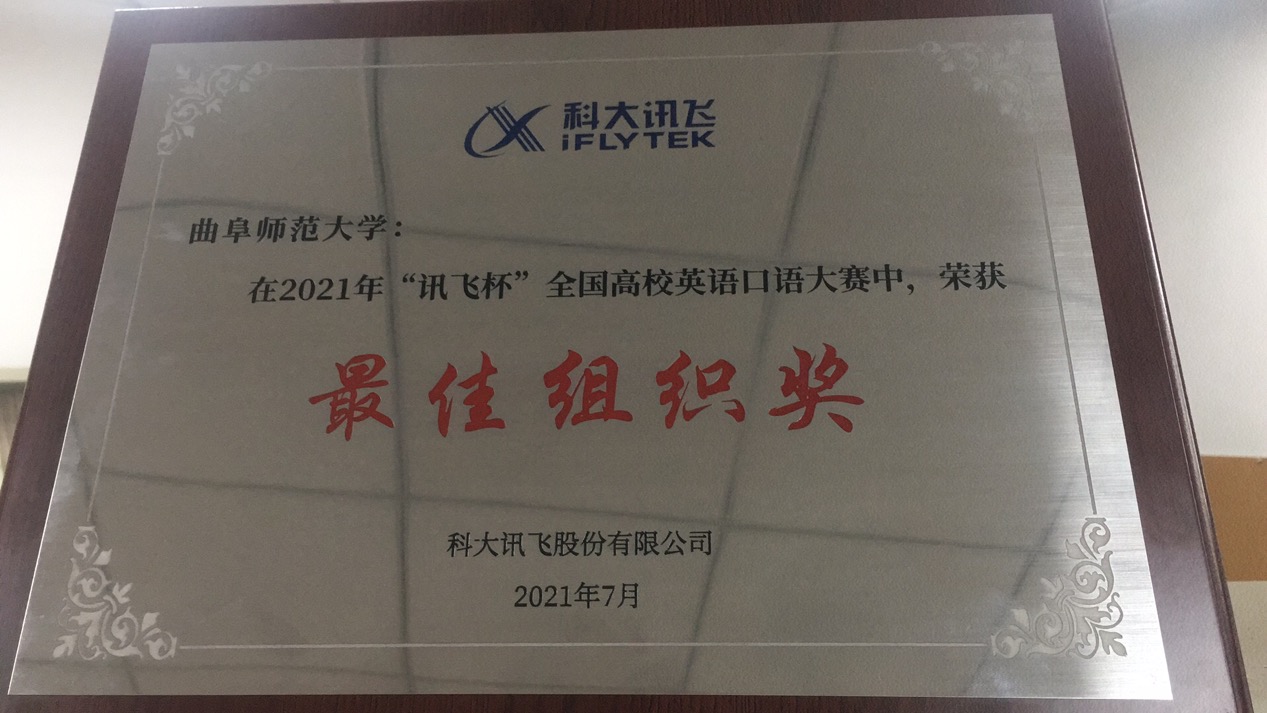 科大讯飞
iFLYTEK
曲阜师范大学：
在2021年“讯飞杯”全国高校英语口语大赛中，荣获
最佳组织奖
科大讯飞股份有限公司
2021年7月